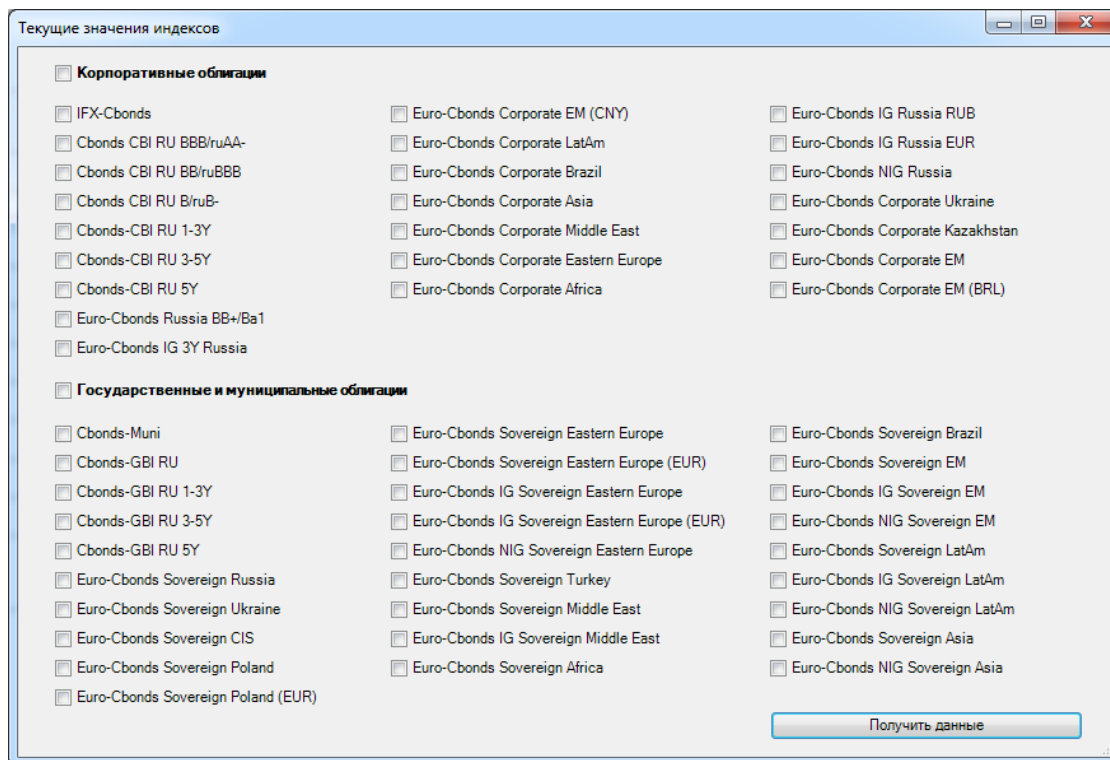 Текущие значения индексов
Корпоративные облигации
IFX-Cbonds
Cbonds CBI RU BBB/ruAA-
Cbonds CBI RU BB/ruBBB
Cbonds CBI RU B/ruB-
Cbonds-CBI RU 1-3Y
Cbonds-CBI RU 3-5Y
Cbonds-CBI RU 5Y
Euro-Cbonds Russia BB+/Ba1
Euro-Cbonds IG 3Y Russia
Euro-Cbonds Corporate EM (CNY)
Euro-Cbonds Corporate LatAm
Euro-Cbonds Corporate Brazil
Euro-Cbonds Corporate Asia
Euro-Cbonds Corporate Middle East
Euro-Cbonds Corporate Eastern Europe
Euro-Cbonds Corporate Africa
Euro-Cbonds IG Russia RUB
Euro-Cbonds IG Russia EUR
Euro-Cbonds NIG Russia
Euro-Cbonds Corporate Ukraine
Euro-Cbonds Corporate Kazakhstan
Euro-Cbonds Corporate EM
Euro-Cbonds Corporate EM (BRL)
Государственные и муниципальные облигации
Cbonds-Muni
Cbonds-GBI RU
Cbonds-GBI RU 1-3Y
Cbonds-GBI RU 3-5Y
Cbonds-GBI RU 5Y
Euro-Cbonds Sovereign Russia
Euro-Cbonds Sovereign Ukraine
Euro-Cbonds Sovereign CIS
Euro-Cbonds Sovereign Poland
Euro-Cbonds Sovereign Poland (EUR)
Euro-Cbonds Sovereign Eastern Europe
Euro-Cbonds Sovereign Eastern Europe (EUR)
Euro-Cbonds IG Sovereign Eastern Europe
Euro-Cbonds IG Sovereign Eastern Europe (EUR)
Euro-Cbonds NIG Sovereign Eastern Europe
Euro-Cbonds Sovereign Turkey
Euro-Cbonds Sovereign Middle East
Euro-Cbonds IG Sovereign Middle East
Euro-Cbonds Sovereign Africa
Euro-Cbonds Sovereign Brazil
Euro-Cbonds Sovereign EM
Euro-Cbonds IG Sovereign EM
Euro-Cbonds NIG Sovereign EM
Euro-Cbonds Sovereign LatAm
Euro-Cbonds IG Sovereign LatAm
Euro-Cbonds NIG Sovereign LatAm
Euro-Cbonds Sovereign Asia
Euro-Cbonds NIG Sovereign Asia
Получить данные